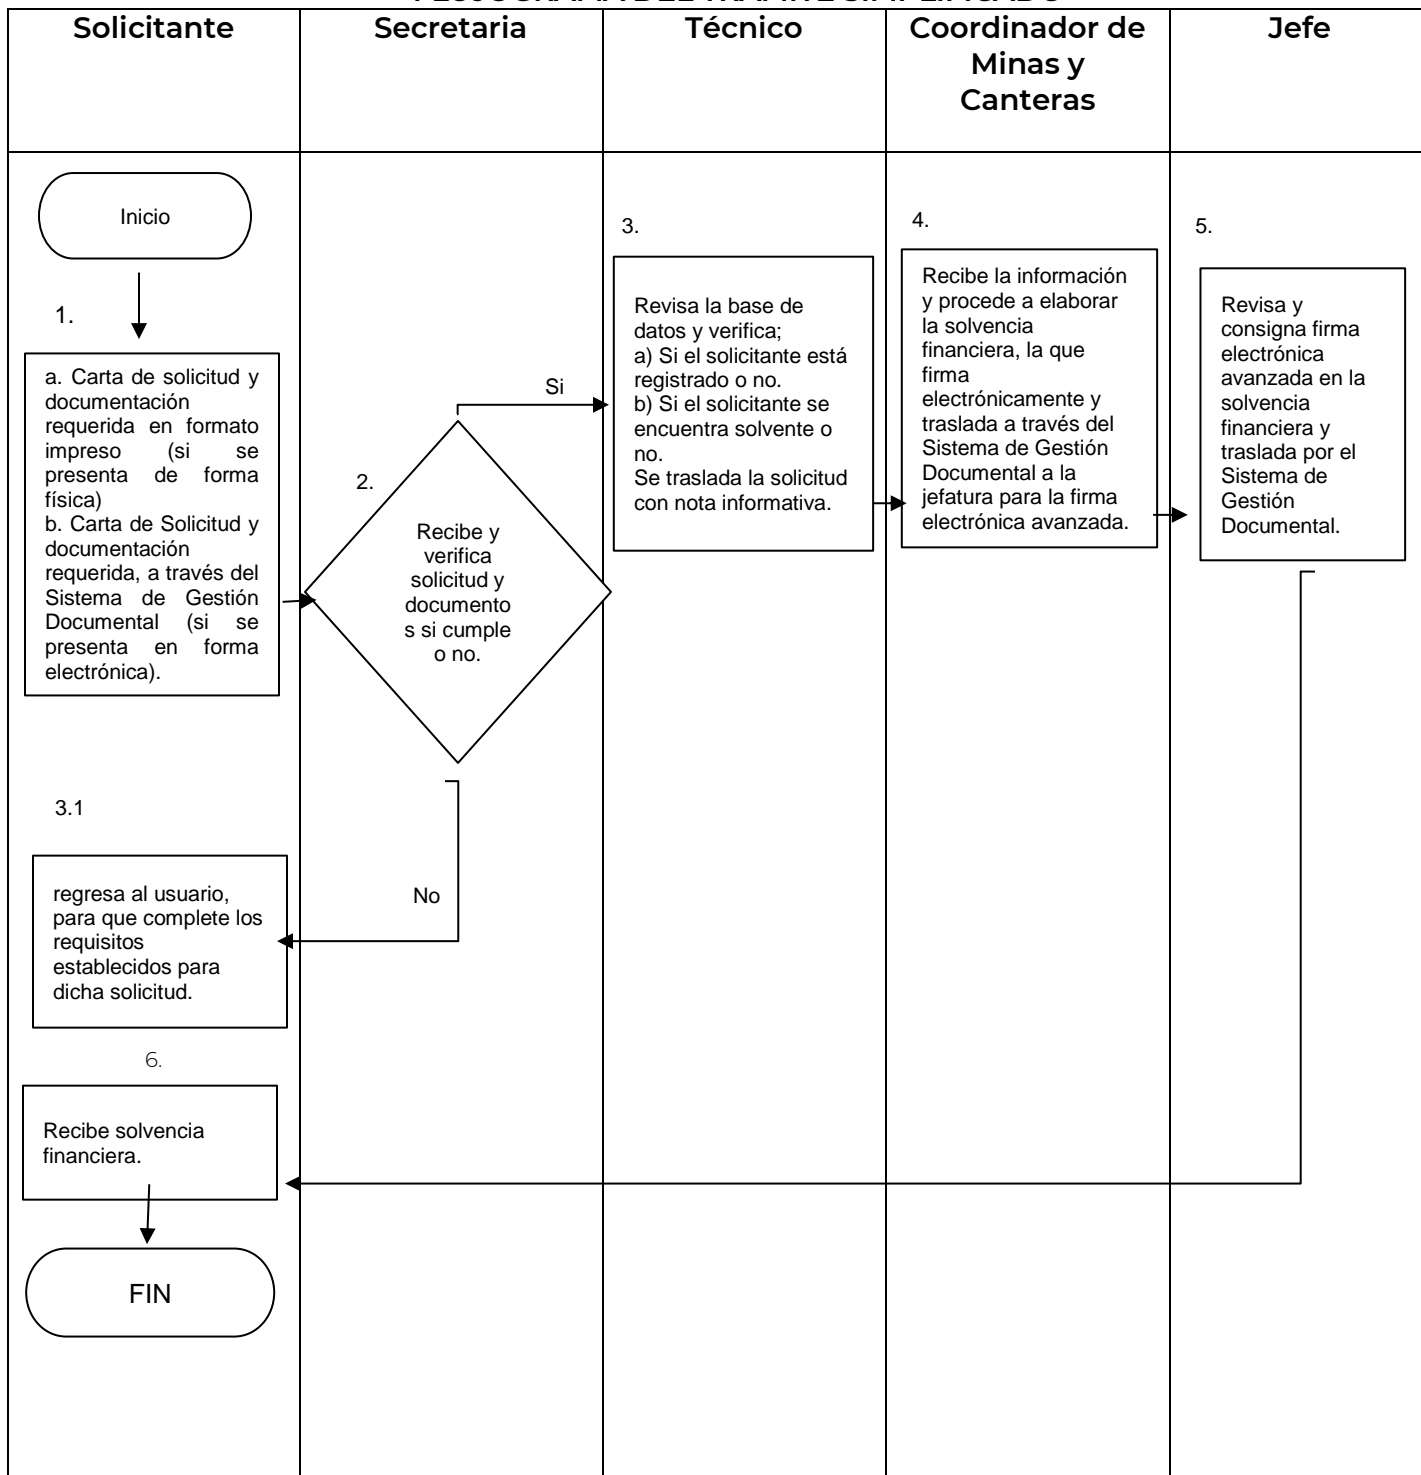 FLUJOGRAMA DEL TRÁMITE SIMPLIFICADO
Solicitante
Secretaria
Técnico
Coordinador de
Minas y
Canteras
Jefe
Inicio
1.
a. Carta de solicitud y
documentación
requerida en formato
impreso (si se
presenta de forma
física)
b. Carta de Solicitud y
documentación
requerida, a través del
Sistema de Gestión
Documental (si se
presenta en forma
electrónica).
2.
Recibe y
verifica
solicitud y
documento
s si cumple
o no.
Si
No
3.
Revisa la base de
datos y verifica;
a) Si el solicitante está
registrado o no.
b) Si el solicitante se
encuentra solvente o
no.
Se traslada la solicitud
con nota informativa.
4.
Recibe la información
y procede a elaborar
la solvencia
financiera, la que
firma
electrónicamente y
traslada a través del
Sistema de Gestión
Documental a la
jefatura para la firma
electrónica avanzada.
5.
Revisa y
consigna firma
electrónica
avanzada en la
solvencia
financiera y
traslada por el
Sistema de
Gestión
Documental.
3.1
regresa al usuario,
para que complete los
requisitos
establecidos para
dicha solicitud.
6.
Recibe solvencia
financiera.
FIN